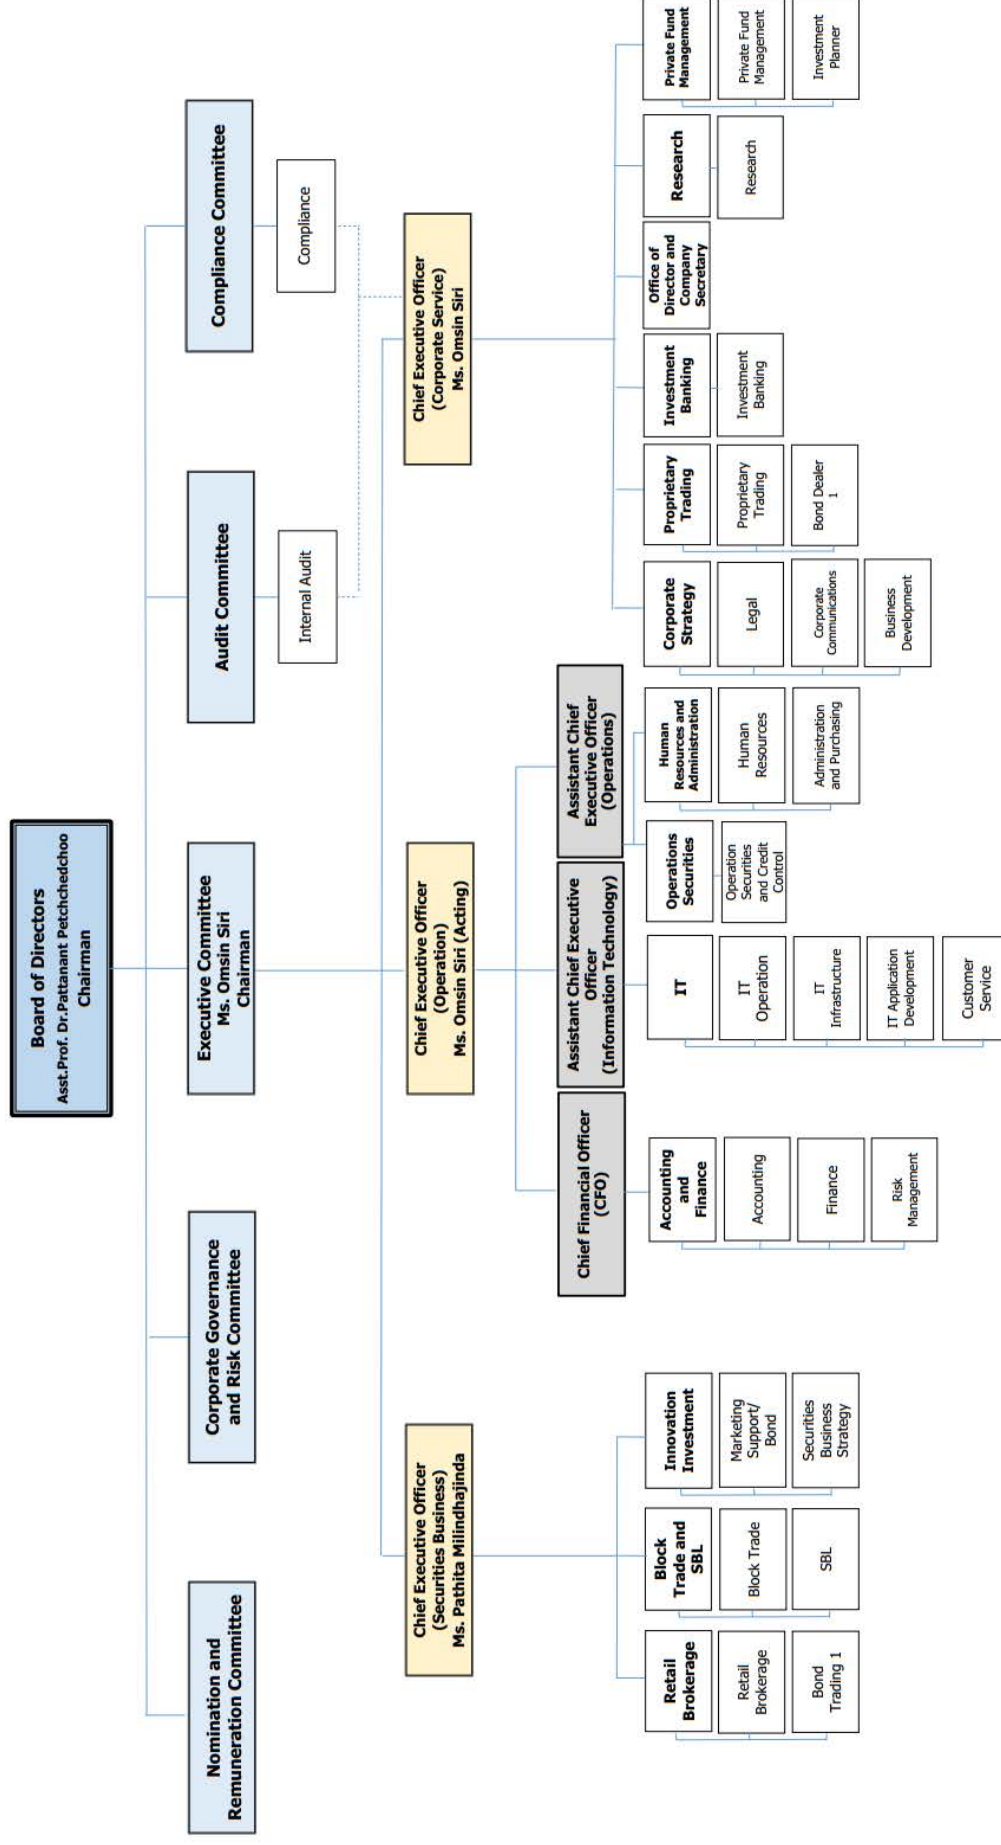 Board of Directors
Asst.Prof. Dr.Pattanant Petchchedchoo
Chairman
Nomination and
Remuneration Committee
Corporate Governance
and Risk Committee
Executive Committee
Ms. Omsin Siri
Chairman
Audit Committee
Compliance Committee
Internal Audit
Compliance
Chief Executive Officer
(Securities Business)
Ms. Pathita Milindhajinda
Chief Executive Officer
(Operation)
Ms. Omsin Siri (Acting)
Chief Executive Officer
(Corporate Service)
Ms. Omsin Siri
Chief Financial Officer
(CFO)
Assistant Chief Executive
Officer
(Information Technology)
Assistant Chief
Executive Officer
(Operations)
Retail
Brokerage
Retail
Brokerage
Bond
Trading 1
Block
Trade and
SBL
Block Trade
SBL
Innovation
Investment
Marketing
Support/
Bond
Securities
Business
Strategy
Accounting
and
Finance
Accounting
Finance
Risk
Management
IT
IT
Operation
IT
Infrastructure
IT Application
Development
Customer
Service
Operations
Securities
Operation
Securities
and Credit
Control
Human
Resources and
Administration
Human
Resources
Administration
and Purchasing
Corporate
Strategy
Legal
Corporate
Communications
Business
Development
Proprietary
Trading
Proprietary
Trading
Bond Dealer
1
Investment
Banking
Investment
Banking
Office of
Director and
Company
Secretary
Research
Research
Private Fund
Management
Private Fund
Management
Investment
Planner